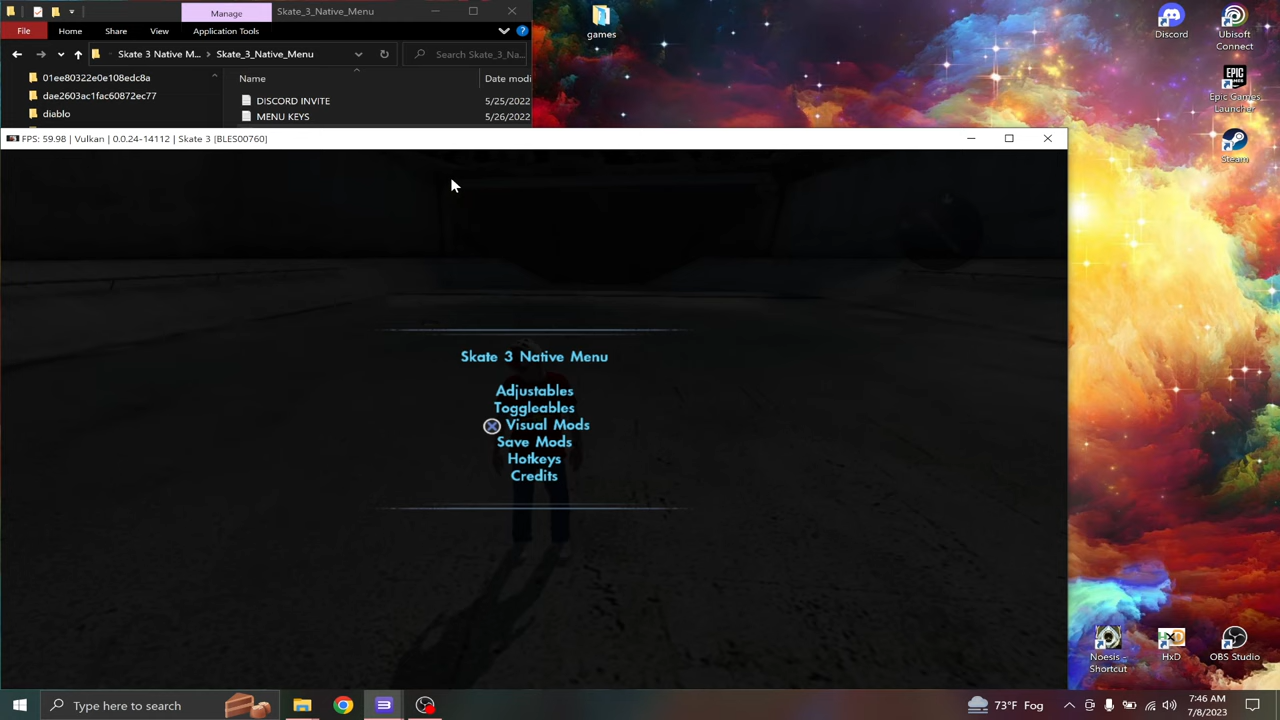 Manage
Skate_3_Native_Menu
File
Home
Share
View
Application Tools
Skate 3 Native M...
Skate_3_Native_Menu
Search Skate_3_Na...
01ee80322e0e108edc8a
dae2603ac1fac60872ec77
diablo
Name
Date modi
DISCORD INVITE
5/25/2022
MENU KEYS
5/26/2022
games
Discord
Ubisoft
Connect
EPIC
GAMES
Epic Games
Launcher
Steam
FPS: 59.98 | Vulkan | 0.0.24-14112 | Skate 3 [BLES00760]
Skate 3 Native Menu
Adjustables
Toggleables
Visual Mods
Save Mods
Hotkeys
Credits
Noesis -
Shortcut
HxD
OBS Studio
Type here to search
73°F Fog
7:46 AM
7/8/2023